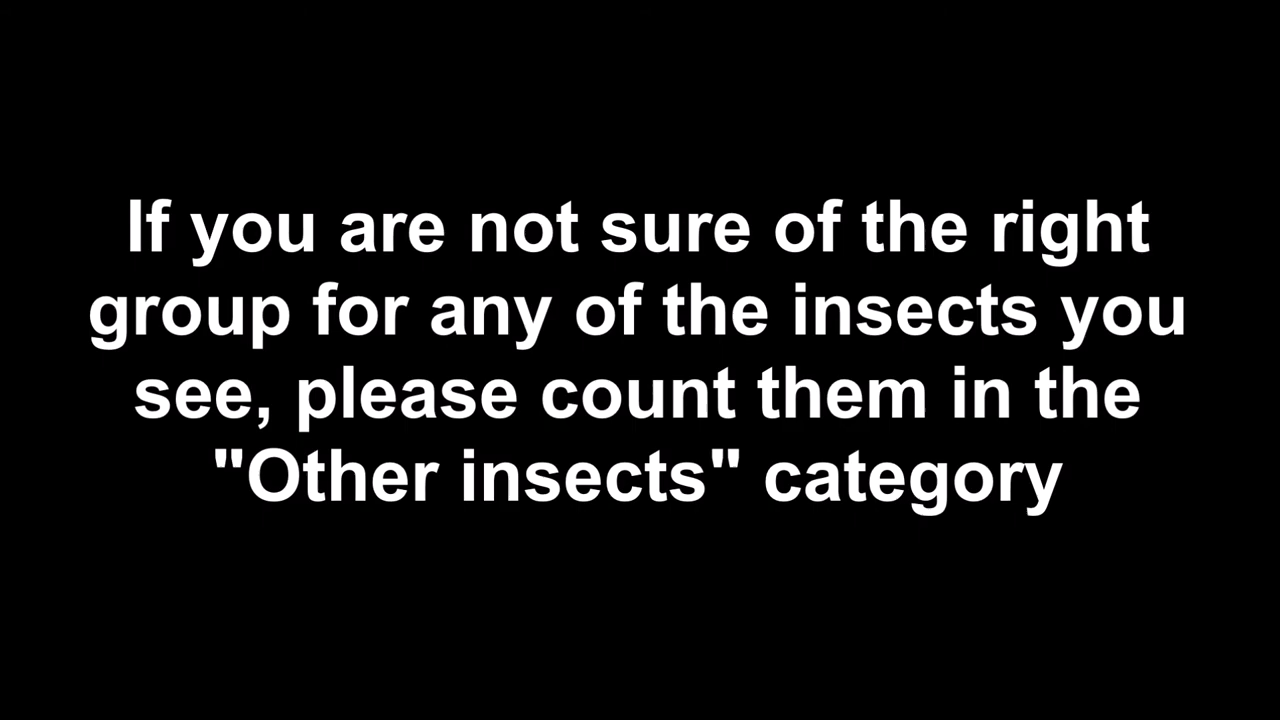 If you are not sure of the right
group for any of the insects you
see, please count them in the
"Other insects" category